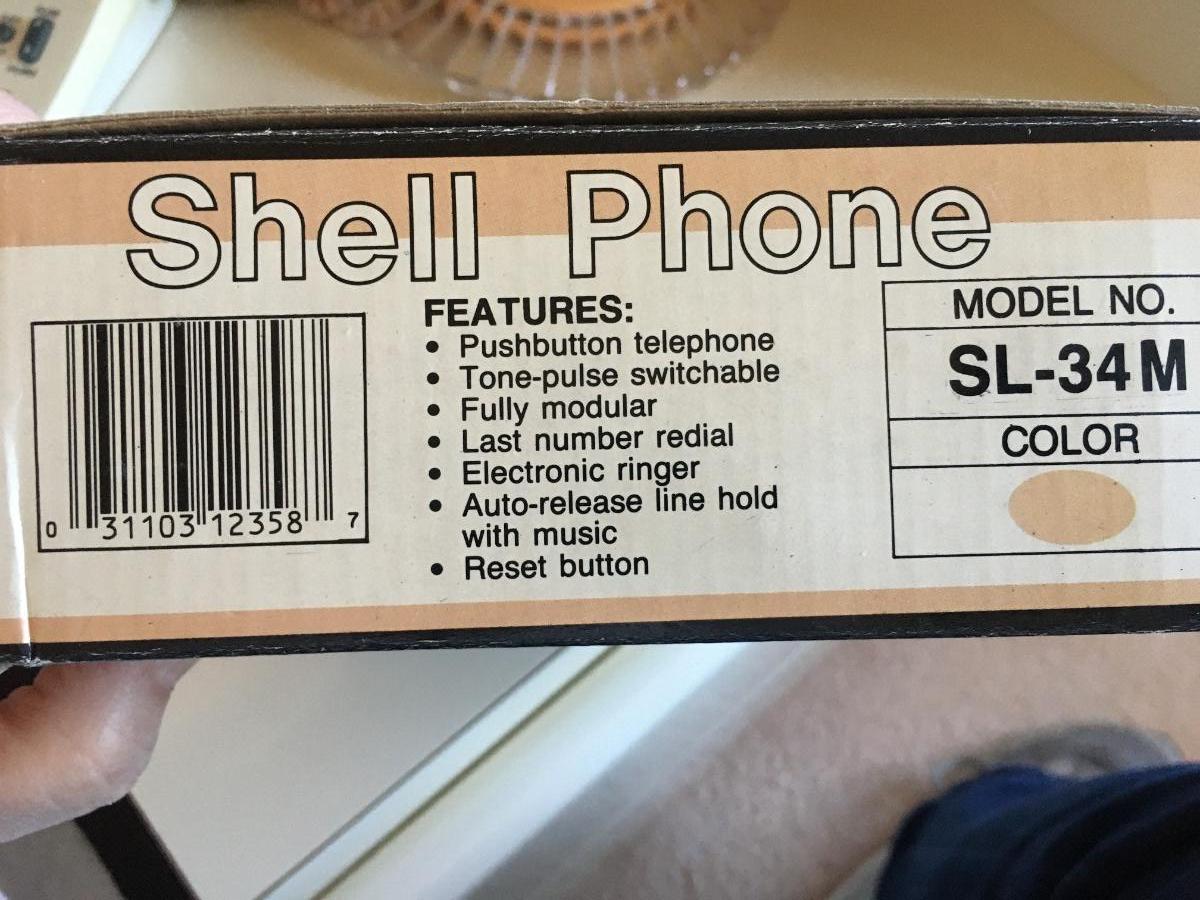 Shell Phone
FEATURES:
• Pushbutton telephone
• Tone-pulse switchable
• Fully modular
• Last number redial
• Electronic ringer
• Auto-release line hold
with music
• Reset button
MODEL NO.
SL-34M
COLOR
0 31103 12358 7